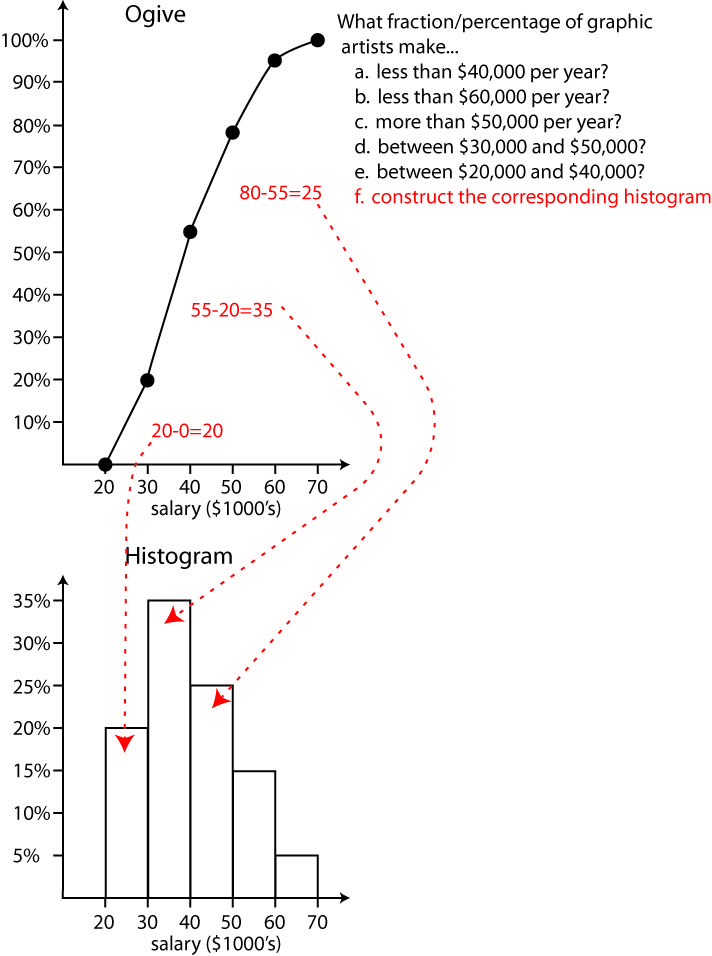 Ogive
What fraction/percentage of graphic
artists make...
a. less than $40,000 per year?
b. less than $60,000 per year?
c. more than $50,000 per year?
d. between $30,000 and $50,000?
e. between $20,000 and $40,000?
f. construct the corresponding histogram
100%
90%
80%
70%
60%
50%
40%
30%
20%
10%
80-55=25
55-20=35
20-0=20
20 30 40 50 60 70
salary ($1000's)
Histogram
35%
30%
25%
20%
15%
10%
5%
20 30 40 50 60 70
salary ($1000's)